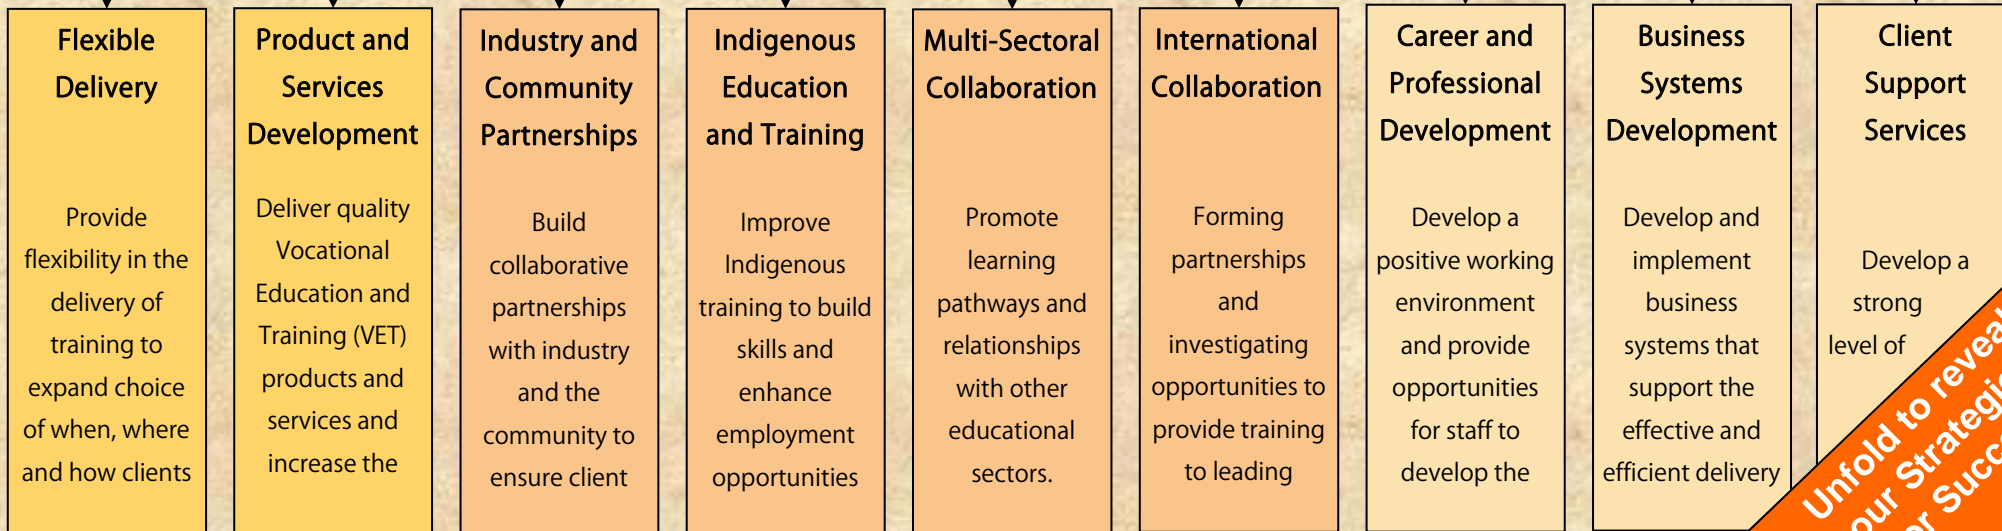 Flexible
Delivery
Provide
flexibility in the
delivery of
training to
expand choice
of when, where
and how clients
Product and
Services
Development
Deliver quality
Vocational
Education and
Training (VET)
products and
services and
increase the
Industry and
Community
Partnerships
Build
collaborative
partnerships
with industry
and the
community to
ensure client
Indigenous
Education
and Training
Improve
Indigenous
training to build
skills and
enhance
employment
opportunities
Multi-Sectoral
Collaboration
Promote
learning
pathways and
relationships
with other
educational
sectors.
International
Collaboration
Forming
partnerships
and
investigating
opportunities to
provide training
to leading
Career and
Professional
Development
Develop a
positive working
environment
and provide
opportunities
for staff to
develop the
Business
Systems
Development
Develop and
implement
business
systems that
support the
effective and
efficient delivery
Client
Support
Services
Develop a
strong
level of
Unfold to reveal
our